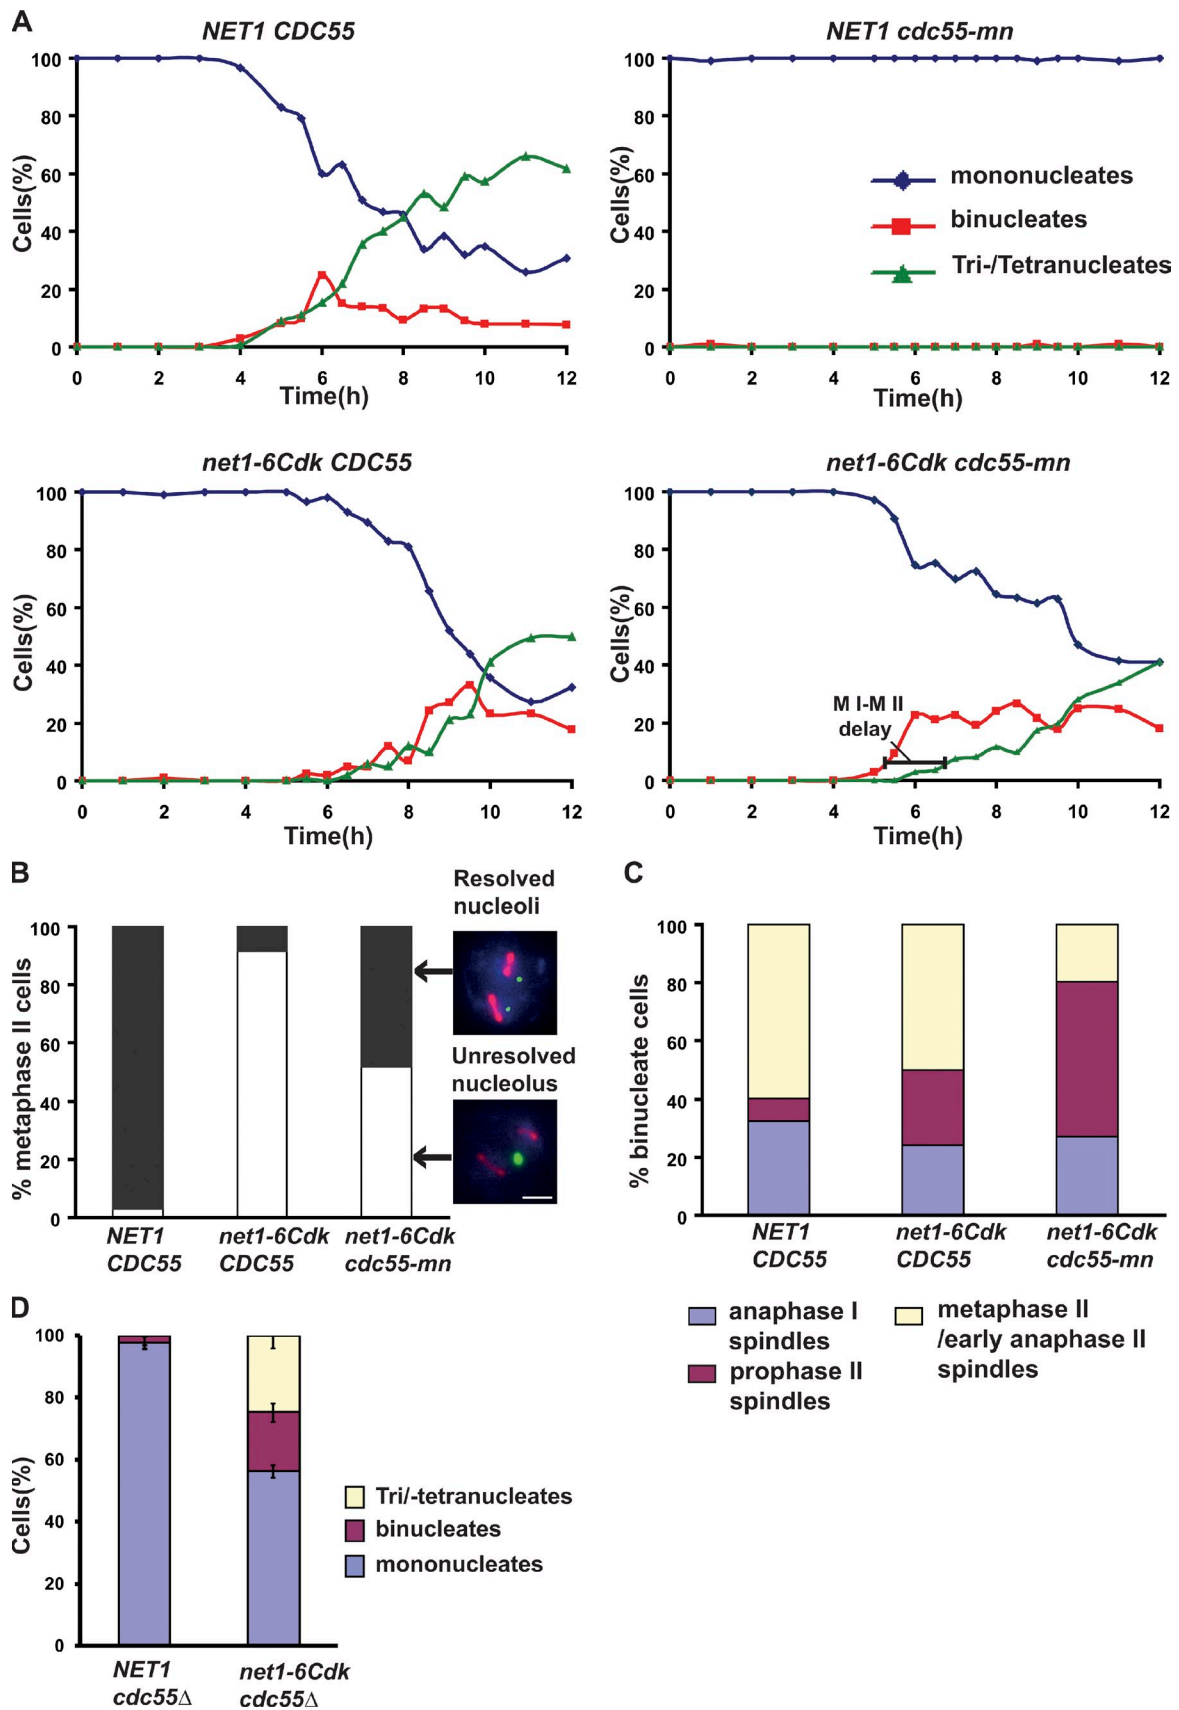 A
NET1 CDC55
NET1 cdc55-mn
Cells(%)
100
80
60
40
20
0
0 2 4 6 8 10 12
Time(h)
Cells(%)
100
80
60
40
20
0
0 2 4 6 8 10 12
Time(h)
mononucleates
binucleates
Tri-/Tetranucleates
net1-6Cdk CDC55
net1-6Cdk cdc55-mn
Cells(%)
100
80
60
40
20
0
0 2 4 6 8 10 12
Time(h)
Cells(%)
100
80
60
40
20
0
0 2 4 6 8 10 12
Time(h)
M I-M II
delay
B
% metaphase II cells
100
80
60
40
20
0
NET1
CDC55
net1-6Cdk
CDC55
net1-6Cdk
cdc55-mn
Resolved
nucleoli
Unresolved
nucleolus
C
% binucleate cells
100
80
60
40
20
0
NET1
CDC55
net1-6Cdk
CDC55
net1-6Cdk
cdc55-mn
anaphase I
spindles
prophase II
spindles
metaphase II
/early anaphase II
spindles
D
Cells(%)
100
80
60
40
20
0
NET1
cdc55Δ
net1-6Cdk
cdc55Δ
Tri/-tetranucleates
binucleates
mononucleates